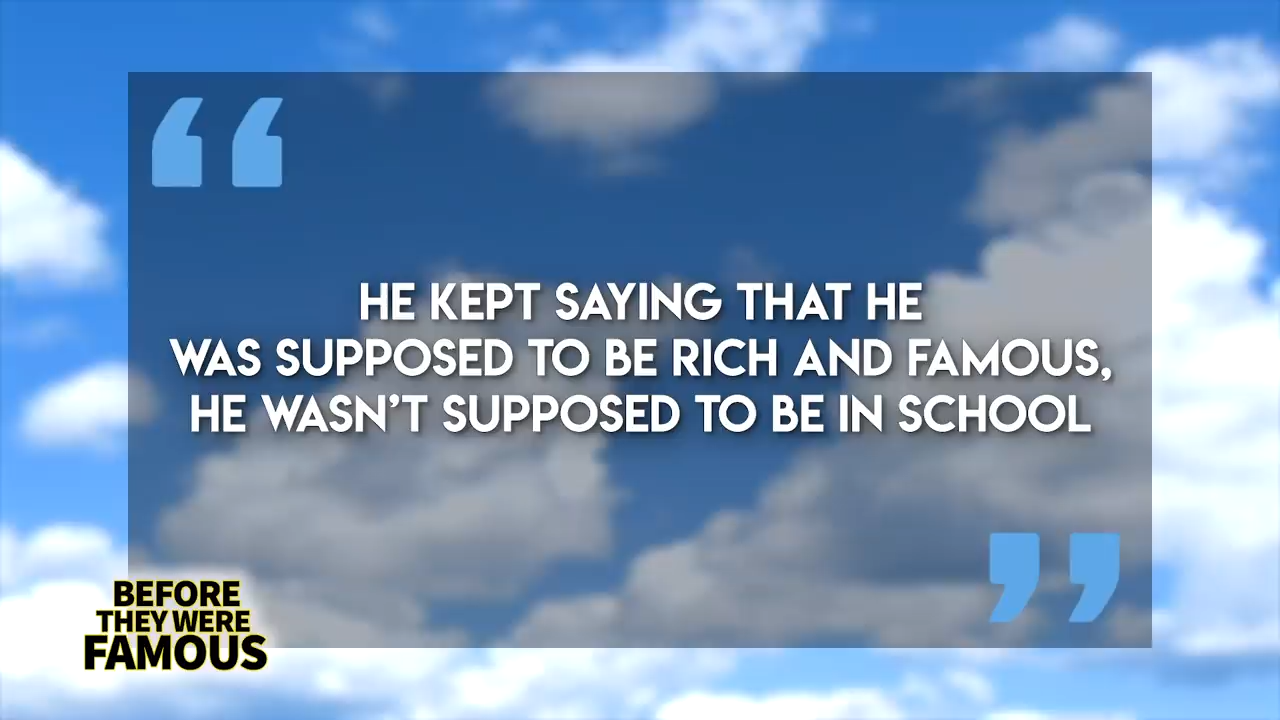 HE KEPT SAYING THAT HE
WAS SUPPOSED TO BE RICH AND FAMOUS,
HE WASN’T SUPPOSED TO BE IN SCHOOL
BEFORE
THEY WERE
FAMOUS